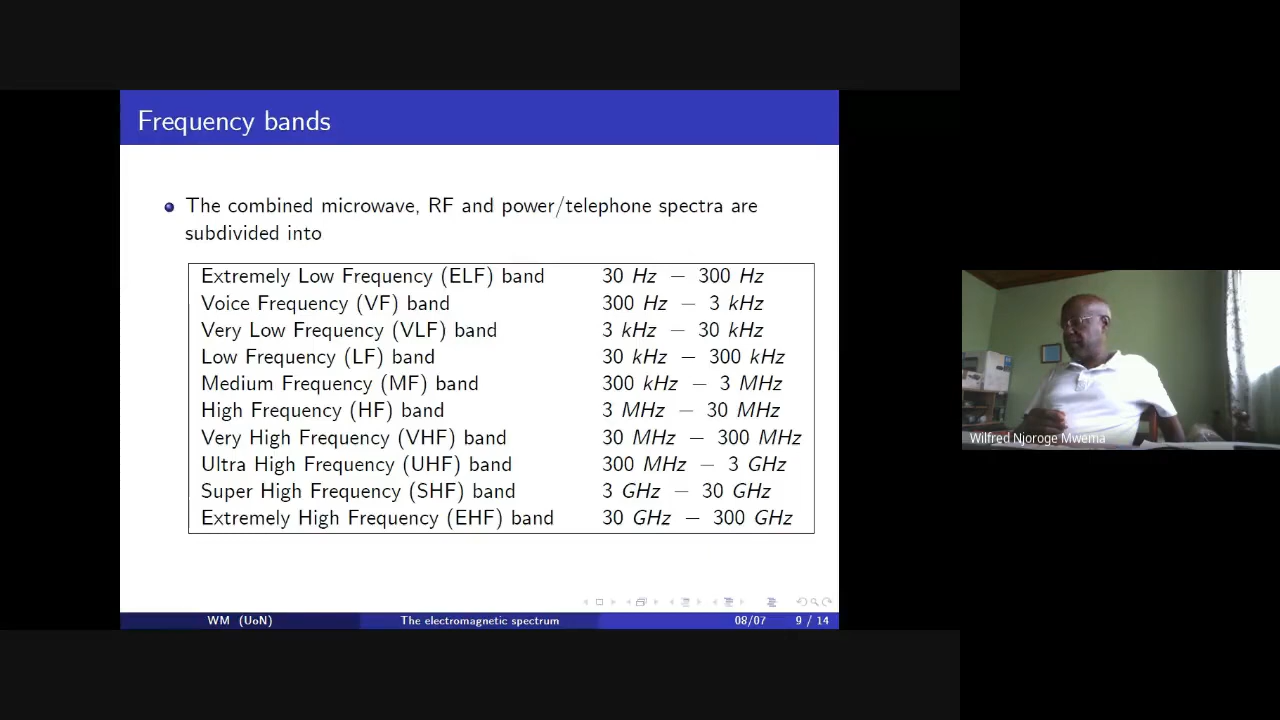 Frequency bands
The combined microwave, RF and power/telephone spectra are
subdivided into
Extremely Low Frequency (ELF) band 30 Hz – 300 Hz
Voice Frequency (VF) band 300 Hz – 3 kHz
Very Low Frequency (VLF) band 3 kHz – 30 kHz
Low Frequency (LF) band 30 kHz – 300 kHz
Medium Frequency (MF) band 300 kHz – 3 MHz
High Frequency (HF) band 3 MHz – 30 MHz
Very High Frequency (VHF) band 30 MHz – 300 MHz
Ultra High Frequency (UHF) band 300 MHz – 3 GHz
Super High Frequency (SHF) band 3 GHz – 30 GHz
Extremely High Frequency (EHF) band 30 GHz – 300 GHz
WM (UoN) The electromagnetic spectrum 08/07 9 / 14
Wilfred Njoroge Mwema